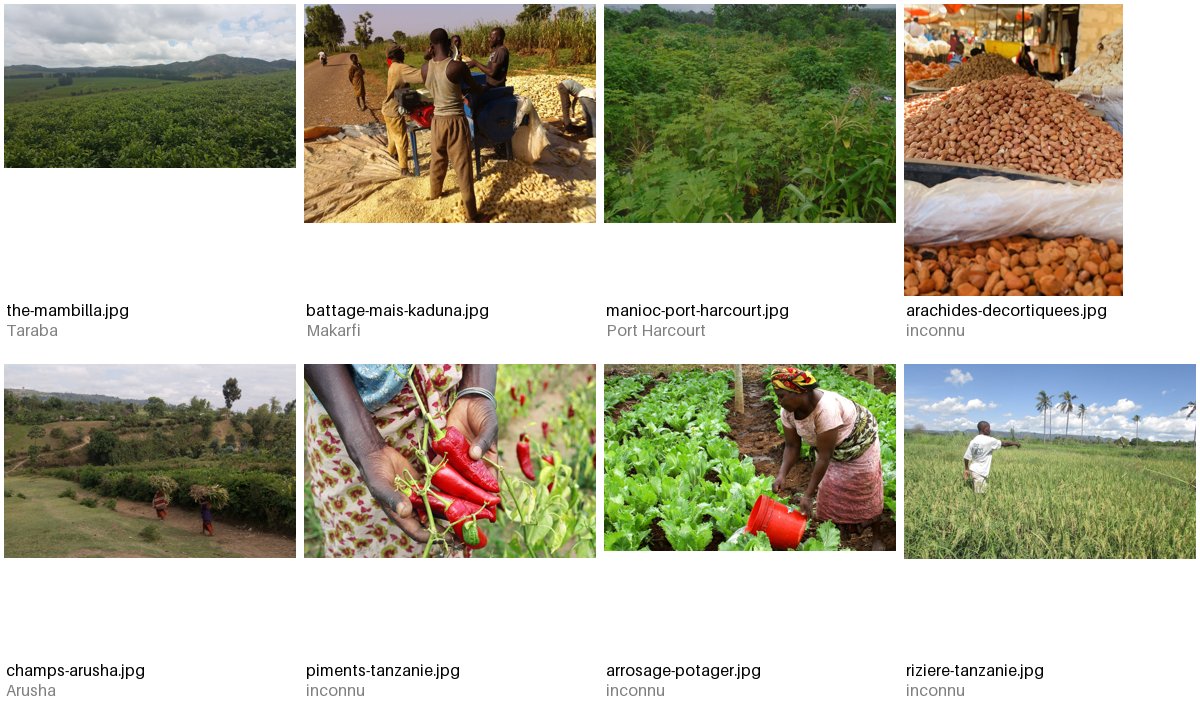 the-mambilla.jpg
Taraba
battage-mais-kaduna.jpg
Makarfi
manioc-port-harcourt.jpg
Port Harcourt
arachides-decortiquees.jpg
inconnu
champs-arusha.jpg
Arusha
piments-tanzanie.jpg
inconnu
arrosage-potager.jpg
inconnu
riziere-tanzanie.jpg
inconnu